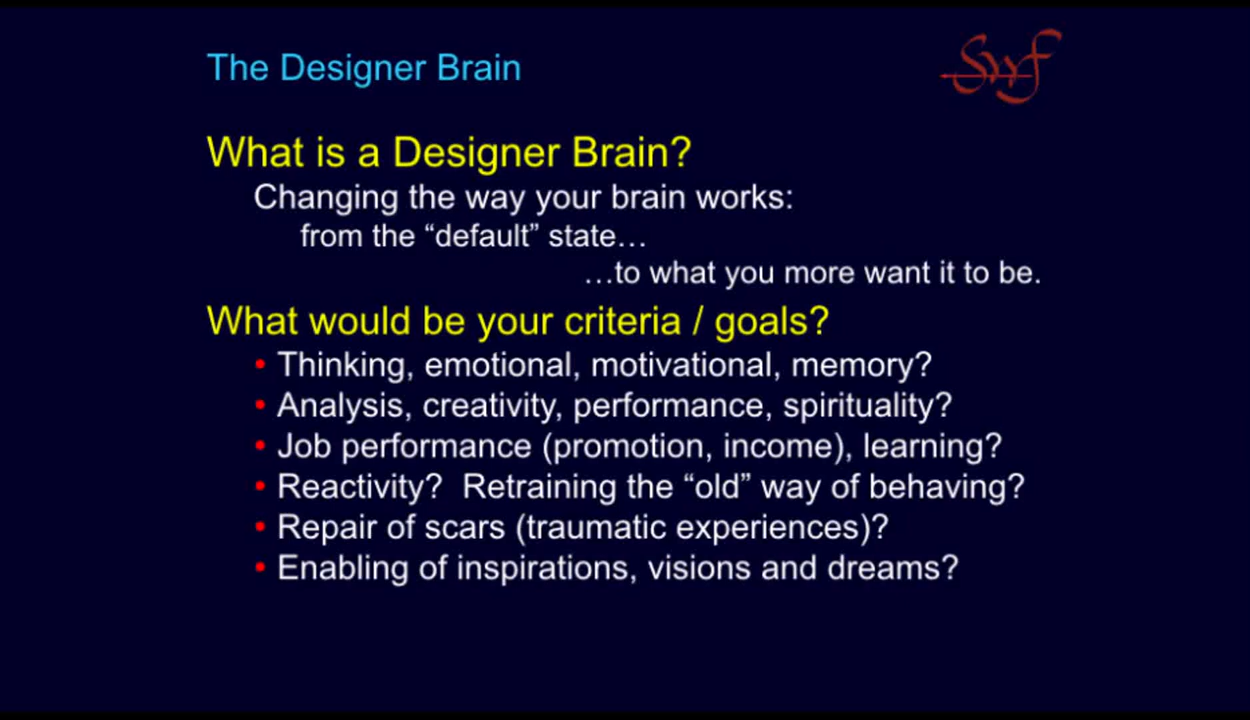 The Designer Brain
What is a Designer Brain?
Changing the way your brain works:
from the “default” state…
…to what you more want it to be.
What would be your criteria / goals?
• Thinking, emotional, motivational, memory?
• Analysis, creativity, performance, spirituality?
• Job performance (promotion, income), learning?
• Reactivity?  Retraining the “old” way of behaving?
• Repair of scars (traumatic experiences)?
• Enabling of inspirations, visions and dreams?